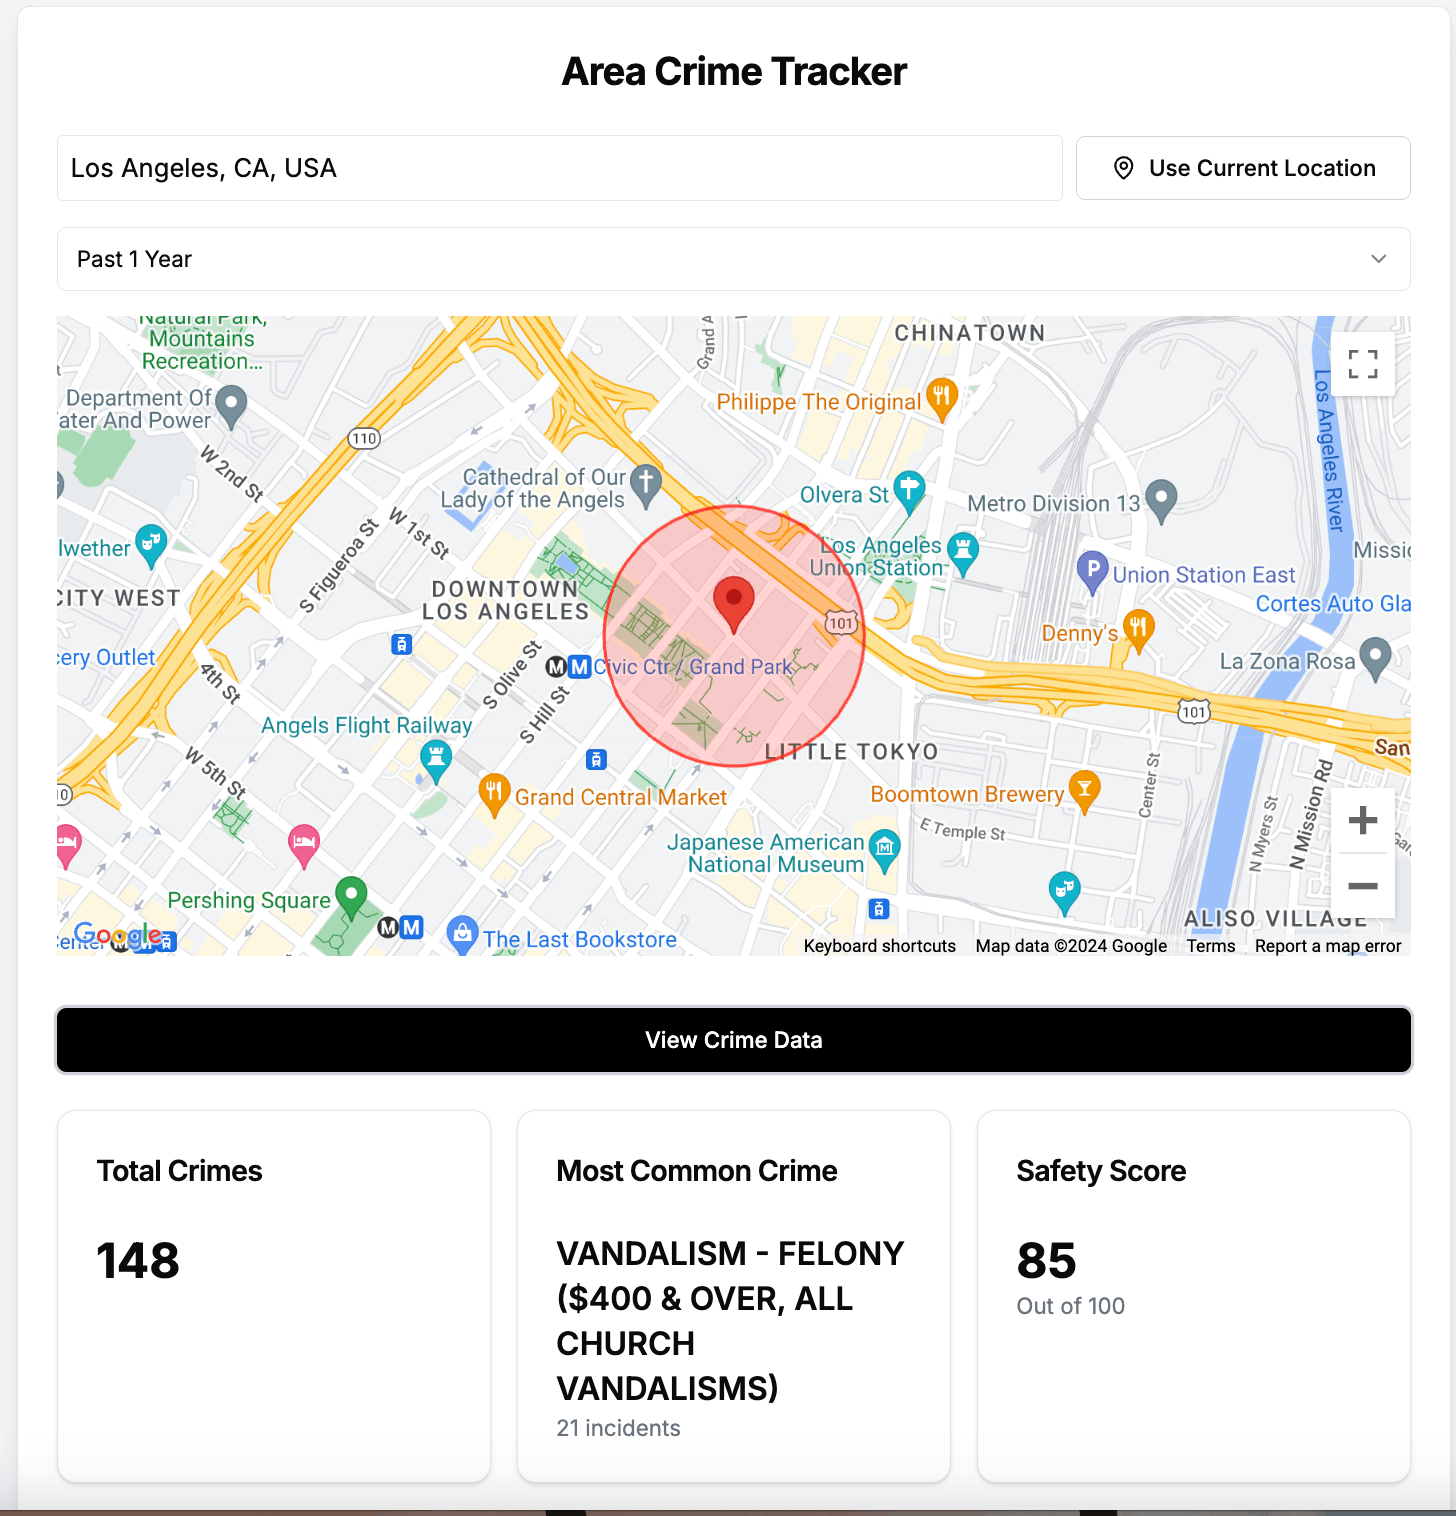 Area Crime Tracker
Los Angeles, CA, USA
Use Current Location
Past 1 Year
Natural Park,
Mountains
Recreation...
CHINATOWN
Grand A
Department Of
ater And Power
Philippe The Original
110
W 2nd St
Los Angeles River
Cathedral of Our
Lady of the Angels
Olvera St
Metro Division 13
W 1st St
S Figueroa St
lwether
Los Angeles
Union Station
Missio
P
Union Station East
CITY WEST
DOWNTOWN
LOS ANGELES
Cortes Auto Gla
101
Denny's
cery Outlet
M
M
Civic Ctr / Grand Park
La Zona Rosa
4th St
S Olive St
S Hill St
101
Angels Flight Railway
LITTLE TOKYO
San
W 5th St
Center St
10
Grand Central Market
Boomtown Brewery
E Temple St
N Myers St
N Mission Rd
Japanese American
National Museum
Pershing Square
M
M
ALISO VILLAGE
Google
The Last Bookstore
Keyboard shortcuts
Map data ©2024 Google
Terms
Report a map error
View Crime Data
Total Crimes
148
Most Common Crime
VANDALISM - FELONY
($400 & OVER, ALL
CHURCH
VANDALISMS)
21 incidents
Safety Score
85
Out of 100